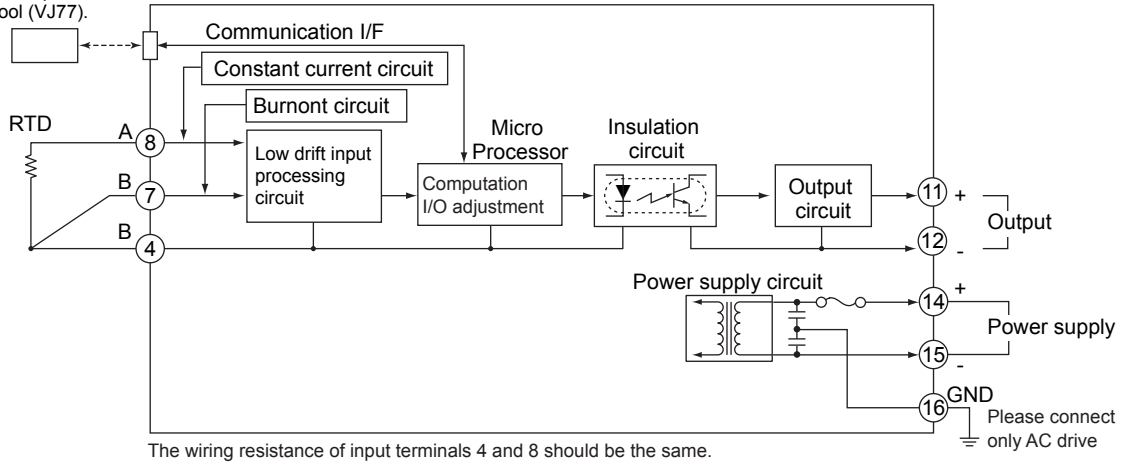 ool (VJ77).
Communication I/F
Constant current circuit
Burnont circuit
RTD
A
8
B
7
B
4
Low drift input
processing
circuit
Micro
Processor
Computation
I/O adjustment
Insulation
circuit
Output
circuit
11
+
Output
12
-
Power supply circuit
14
+
Power supply
15
-
16
GND
Please connect
only AC drive
The wiring resistance of input terminals 4 and 8 should be the same.